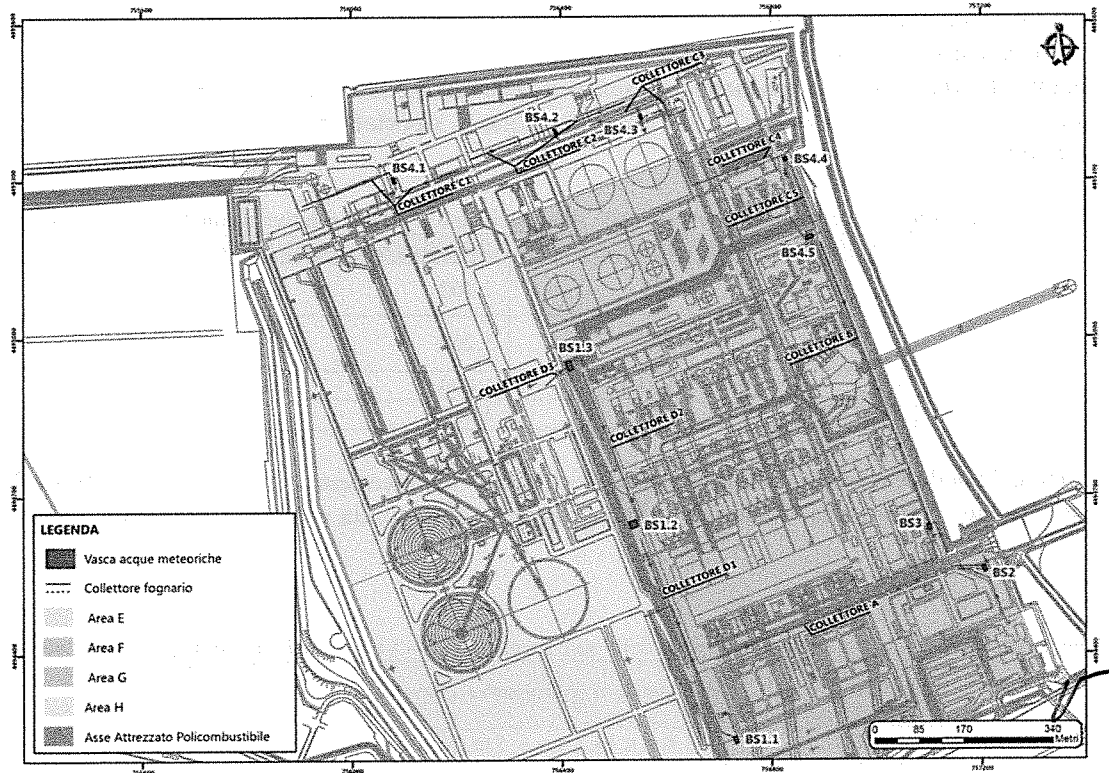 COLLETTORE C3
BS4.2
BS4.3
COLLETTORE C2
COLLETTORE C4
BS4.1
BS4.4
COLLETTORE C1
COLLETTORE C5
BS4.5
BS1.3
COLLETTORE B
COLLETTORE D3
COLLETTORE D2
BS1.2
BS3
BS2
COLLETTORE D1
COLLETTORE A
BS1.1
LEGENDA
Vasca acque meteoriche
Collettore fognario
Area E
Area F
Area G
Area H
Asse Attrezzato Policombustibile
0 85 170 340
Metri